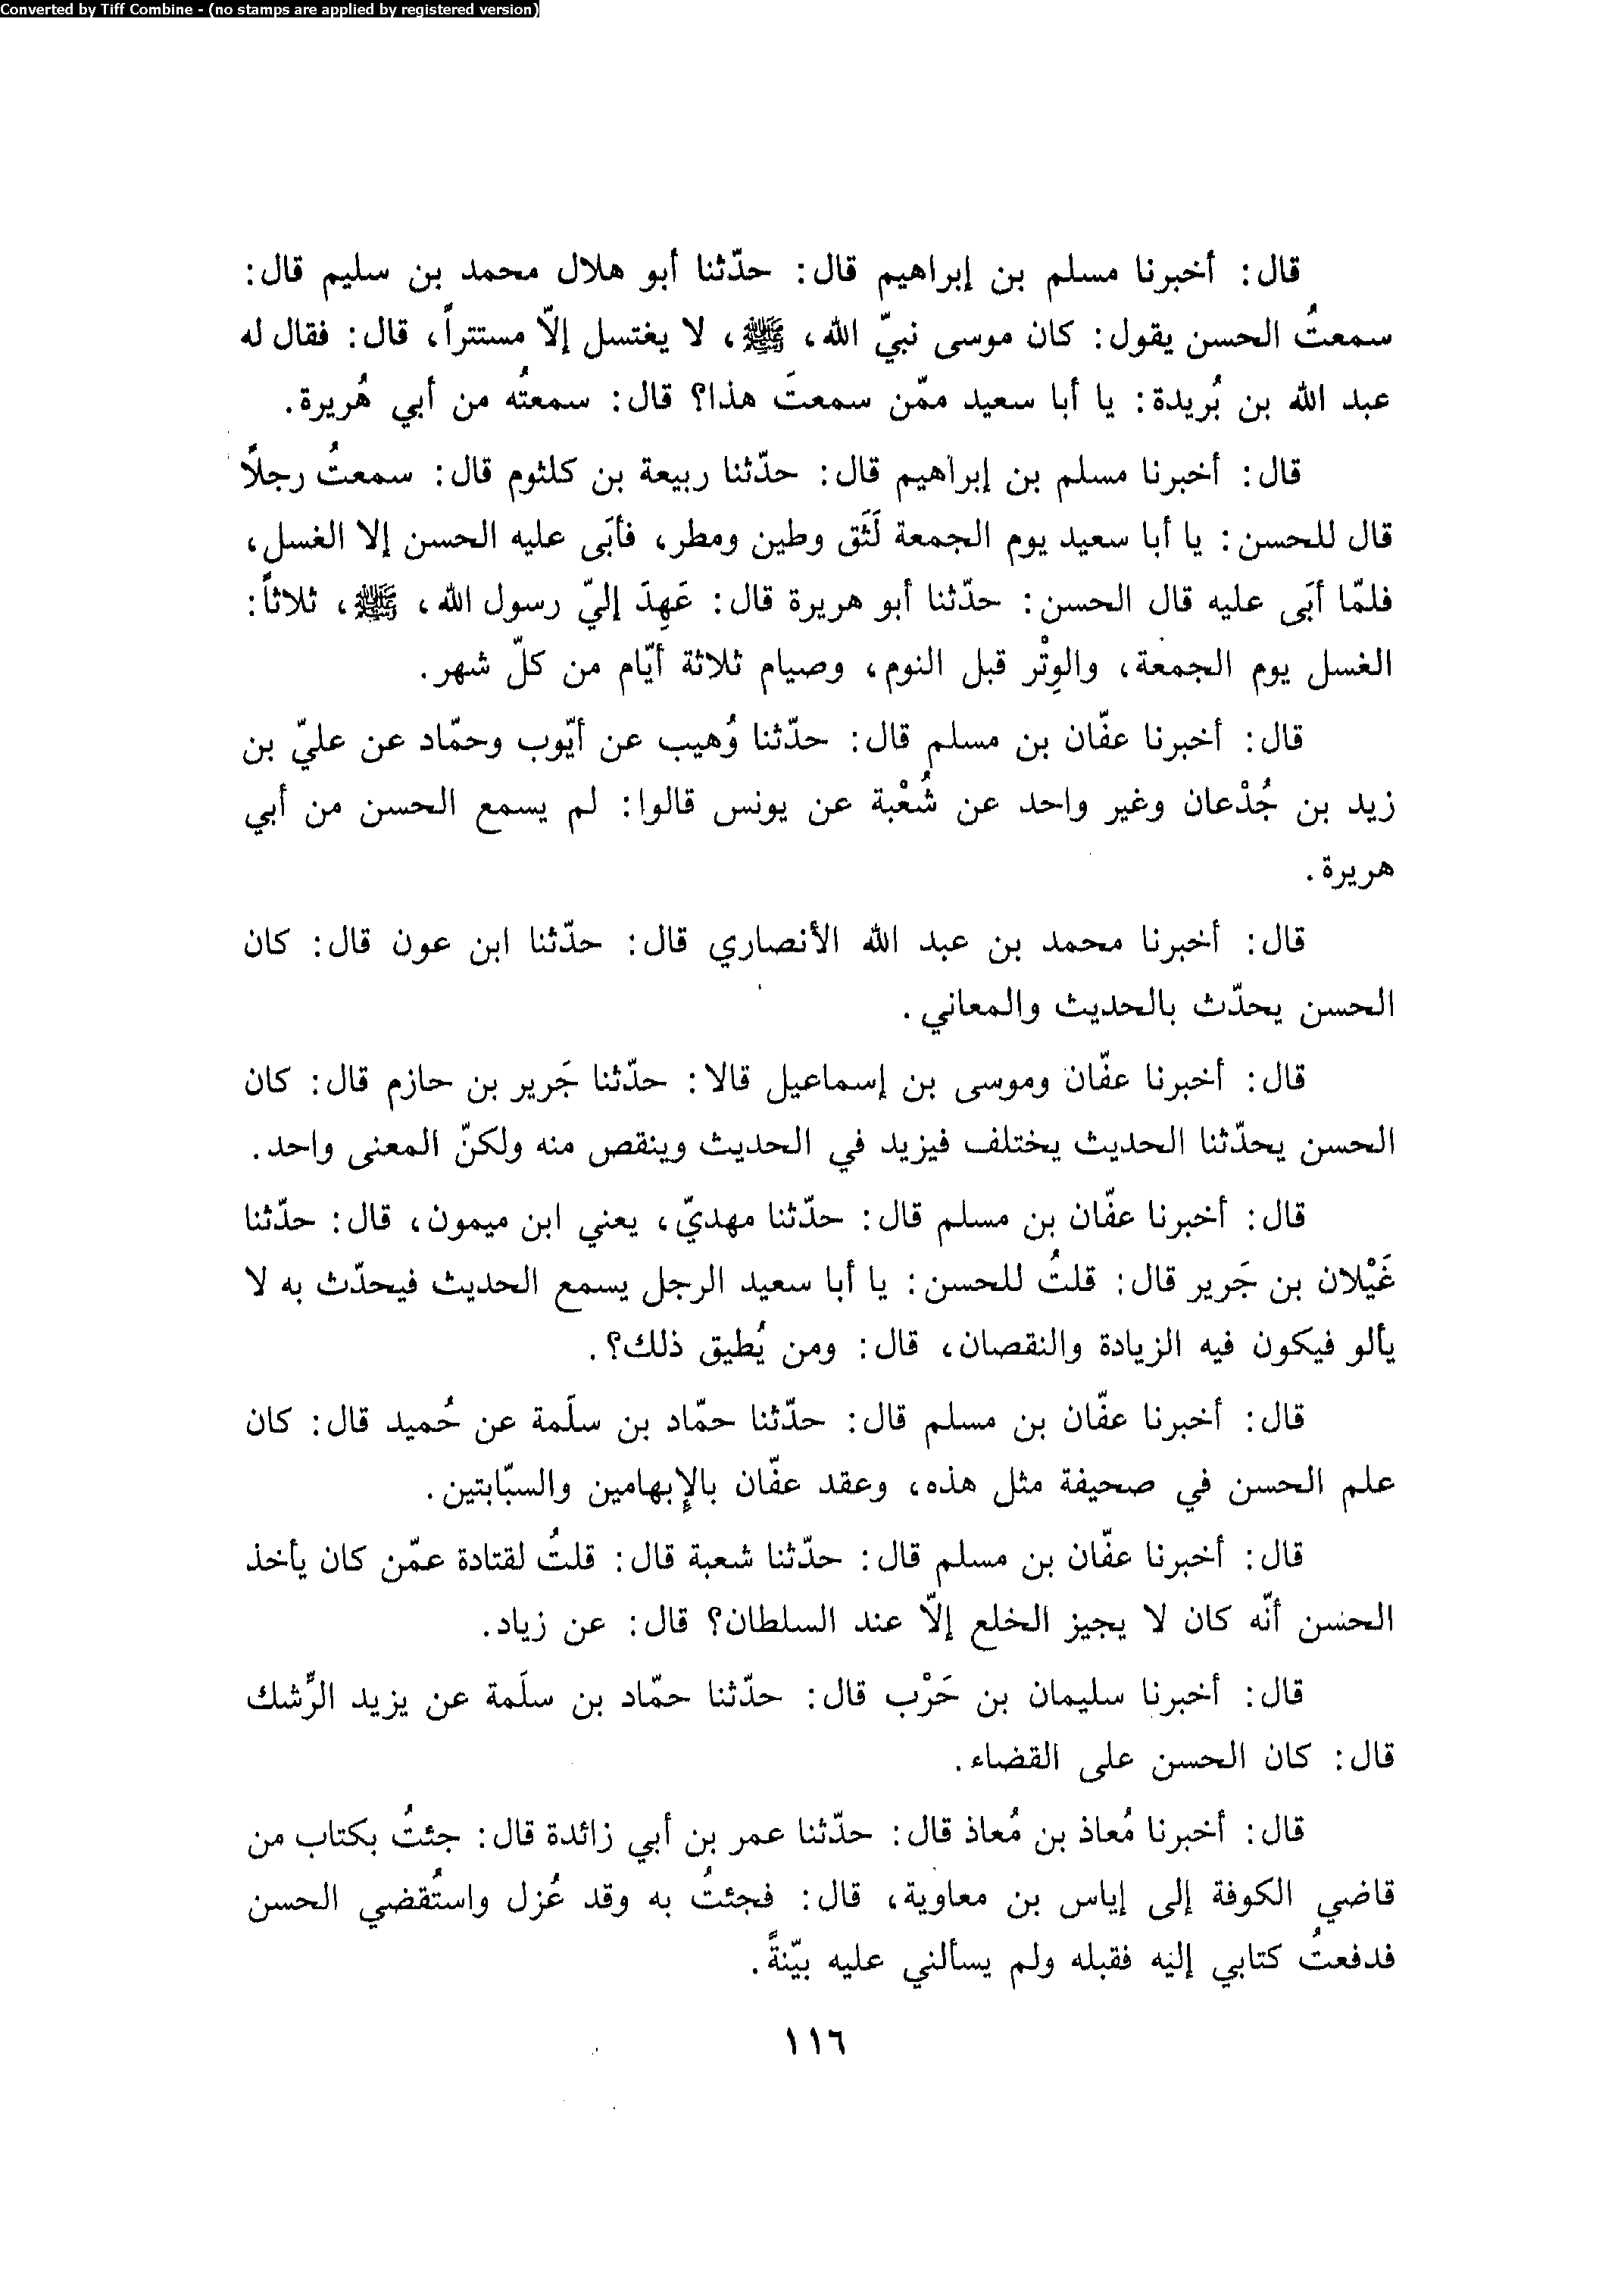 Converted by Tiff Combine - (no stamps are applied by registered version)
قال: أخبرنا مسلم بن إبراهيم قال: حدّثنا أبو هلال محمد بن سليم قال:
سمعتُ الحسن يقول: كان موسى نبيّ الله، ﷺ، لا يغتسل إلاّ مستتراً، قال: فقال له
عبد الله بن بُريدة: يا أبا سعيد ممّن سمعتَ هذا؟ قال: سمعتُه من أبي هُريرة.
قال: أخبرنا مسلم بن إبراهيم قال: حدّثنا ربيعة بن كلثوم قال: سمعتُ رجلاً
قال للحسن: يا أبا سعيد يوم الجمعة لَثَق وطين ومطر، فأبَى عليه الحسن إلا الغسل،
فلمّا أبَى عليه قال الحسن: حدّثنا أبو هريرة قال: عَهِدَ إليّ رسول الله، ﷺ، ثلاثاً:
الغسل يوم الجمعة، والوِتْر قبل النوم، وصيام ثلاثة أيّام من كلّ شهر.
قال: أخبرنا عفّان بن مسلم قال: حدّثنا وُهيب عن أيّوب وحمّاد عن عليّ بن
زيد بن جُدْعان وغير واحد عن شُعْبة عن يونس قالوا: لم يسمع الحسن من أبي
هريرة.
قال: أخبرنا محمد بن عبد الله الأنصاري قال: حدّثنا ابن عون قال: كان
الحسن يحدّث بالحديث والمعاني.
قال: أخبرنا عفّان وموسى بن إسماعيل قالا: حدّثنا جَرير بن حازم قال: كان
الحسن يحدّثنا الحديث يختلف فيزيد في الحديث وينقص منه ولكنّ المعنى واحد.
قال: أخبرنا عفّان بن مسلم قال: حدّثنا مهديّ، يعني ابن ميمون، قال: حدّثنا
غَيْلان بن جَرير قال: قلتُ للحسن: يا أبا سعيد الرجل يسمع الحديث فيحدّث به لا
يألو فيكون فيه الزيادة والنقصان، قال: ومن يُطيق ذلك؟.
قال: أخبرنا عفّان بن مسلم قال: حدّثنا حمّاد بن سلَمة عن حُميد قال: كان
علم الحسن في صحيفة مثل هذه، وعقد عفّان بالإبهامين والسبّابتين.
قال: أخبرنا عفّان بن مسلم قال: حدّثنا شعبة قال: قلتُ لقتادة عمّن كان يأخذ
الحسن أنّه كان لا يجيز الخلع إلاّ عند السلطان؟ قال: عن زياد.
قال: أخبرنا سليمان بن حَرْب قال: حدّثنا حمّاد بن سلَمة عن يزيد الرِّشك
قال: كان الحسن على القضاء.
قال: أخبرنا مُعاذ بن مُعاذ قال: حدّثنا عمر بن أبي زائدة قال: جئتُ بكتاب من
قاضي الكوفة إلى إياس بن معاوية، قال: فجئتُ به وقد عُزل واستُقضي الحسن
فدفعتُ كتابي إليه فقبله ولم يسألني عليه بيّنةً.
١١٦